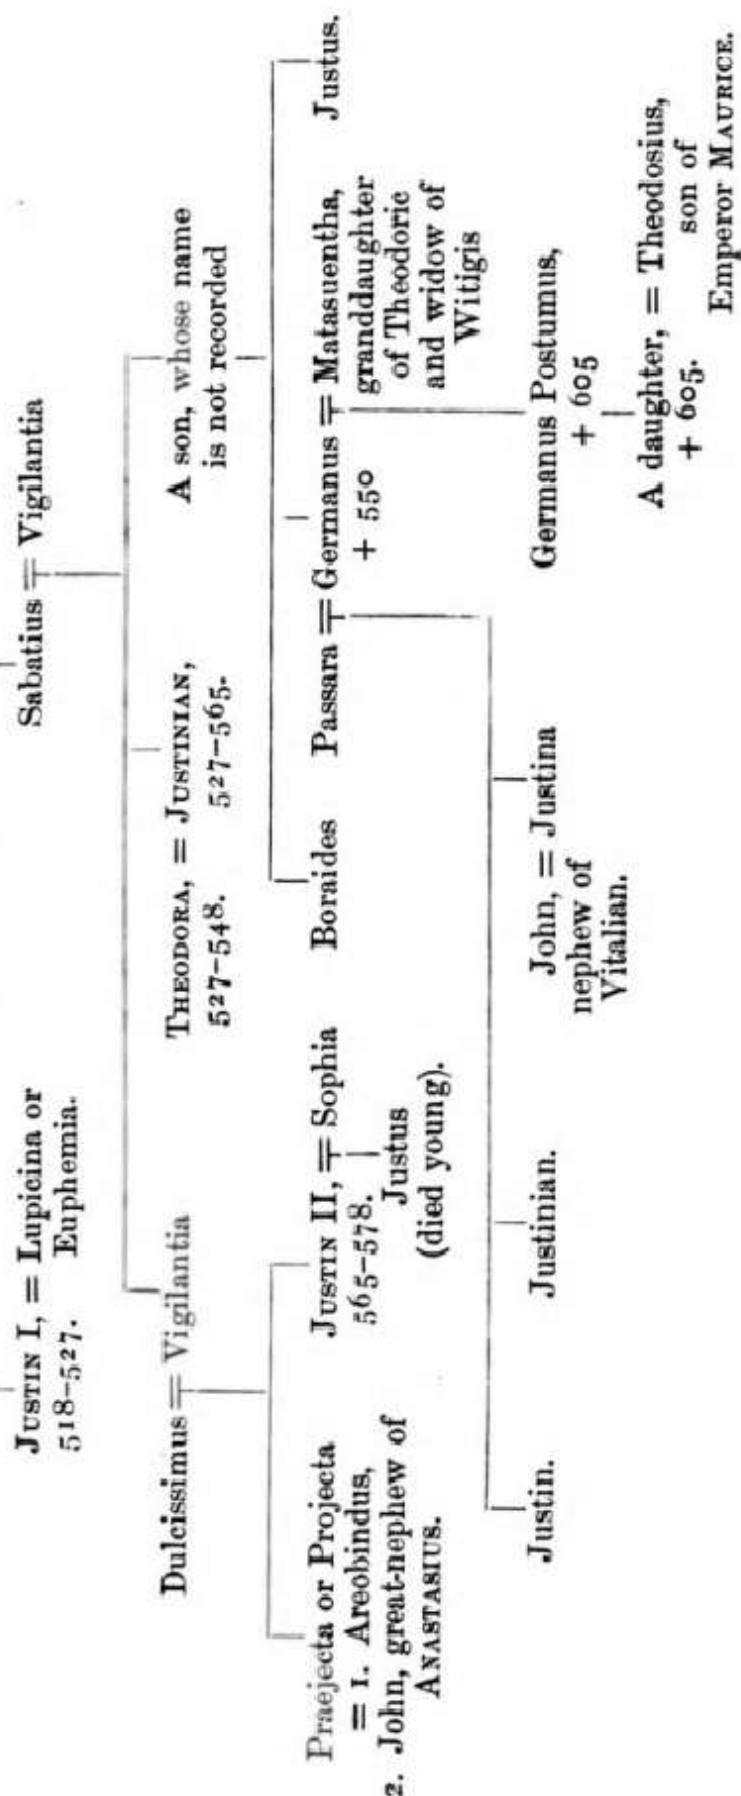 JUSTIN I, = Lupicina or
518–527. Euphemia.
Sabatius = Vigilantia
Dulcissimus = Vigilantia
THEODORA, = JUSTINIAN,
527–548. 527–565.
A son, whose name
is not recorded
Praejecta or Projecta
= 1. Areobindus,
2. John, great-nephew of
ANASTASIUS.
JUSTIN II, = Sophia
565–578.
Justus
(died young).
Boraides
Passara = Germanus = Matasuentha,
+ 550
granddaughter
of Theodoric
and widow of
Witigis
Justus.
Justin.
Justinian.
John, = Justina
nephew of
Vitalian.
Germanus Postumus,
+ 605
A daughter, = Theodosius,
+ 605. son of
Emperor MAURICE.